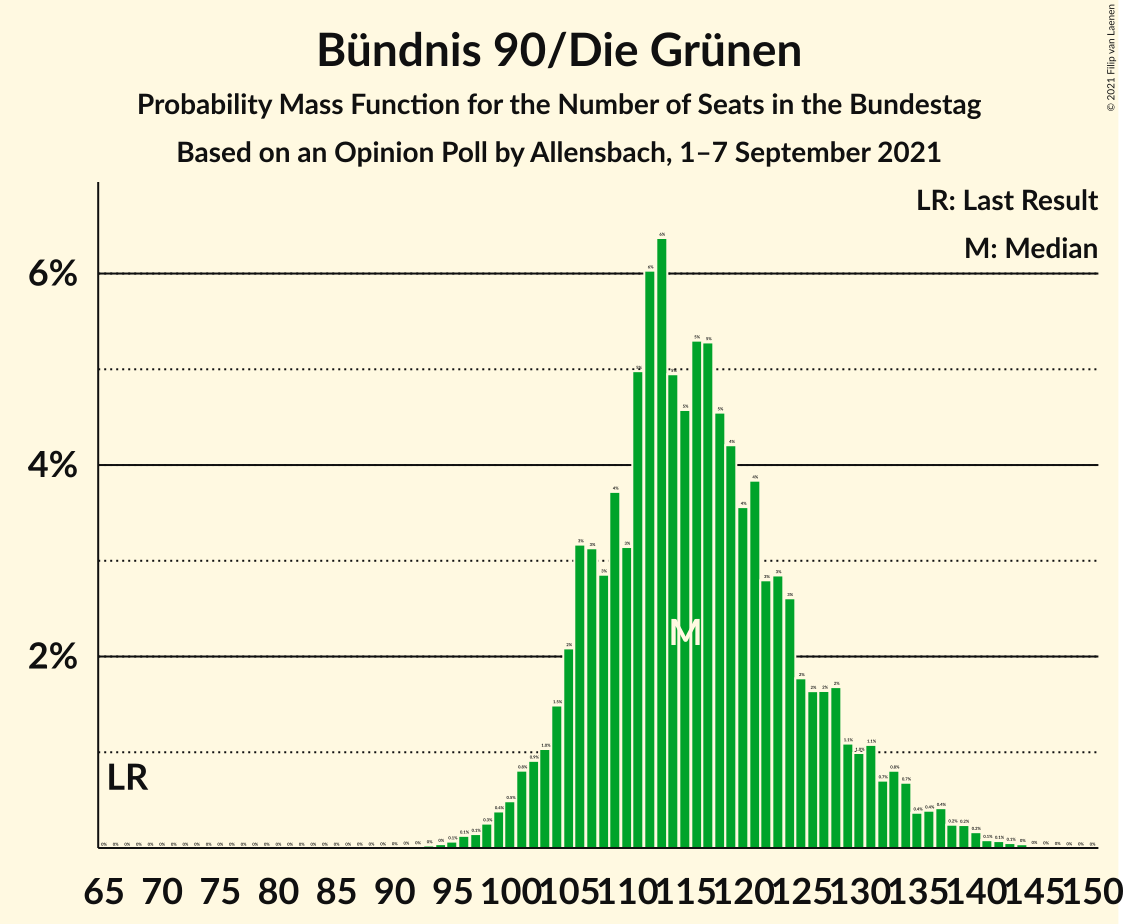 Bündnis 90/Die Grünen
Probability Mass Function for the Number of Seats in the Bundestag
Based on an Opinion Poll by Allensbach, 1–7 September 2021
© 2021 Filip van Laenen
LR: Last Result
M: Median
6%
4%
2%
LR
M
65 70 75 80 85 90 95 100 105 110 115 120 125 130 135 140 145 150